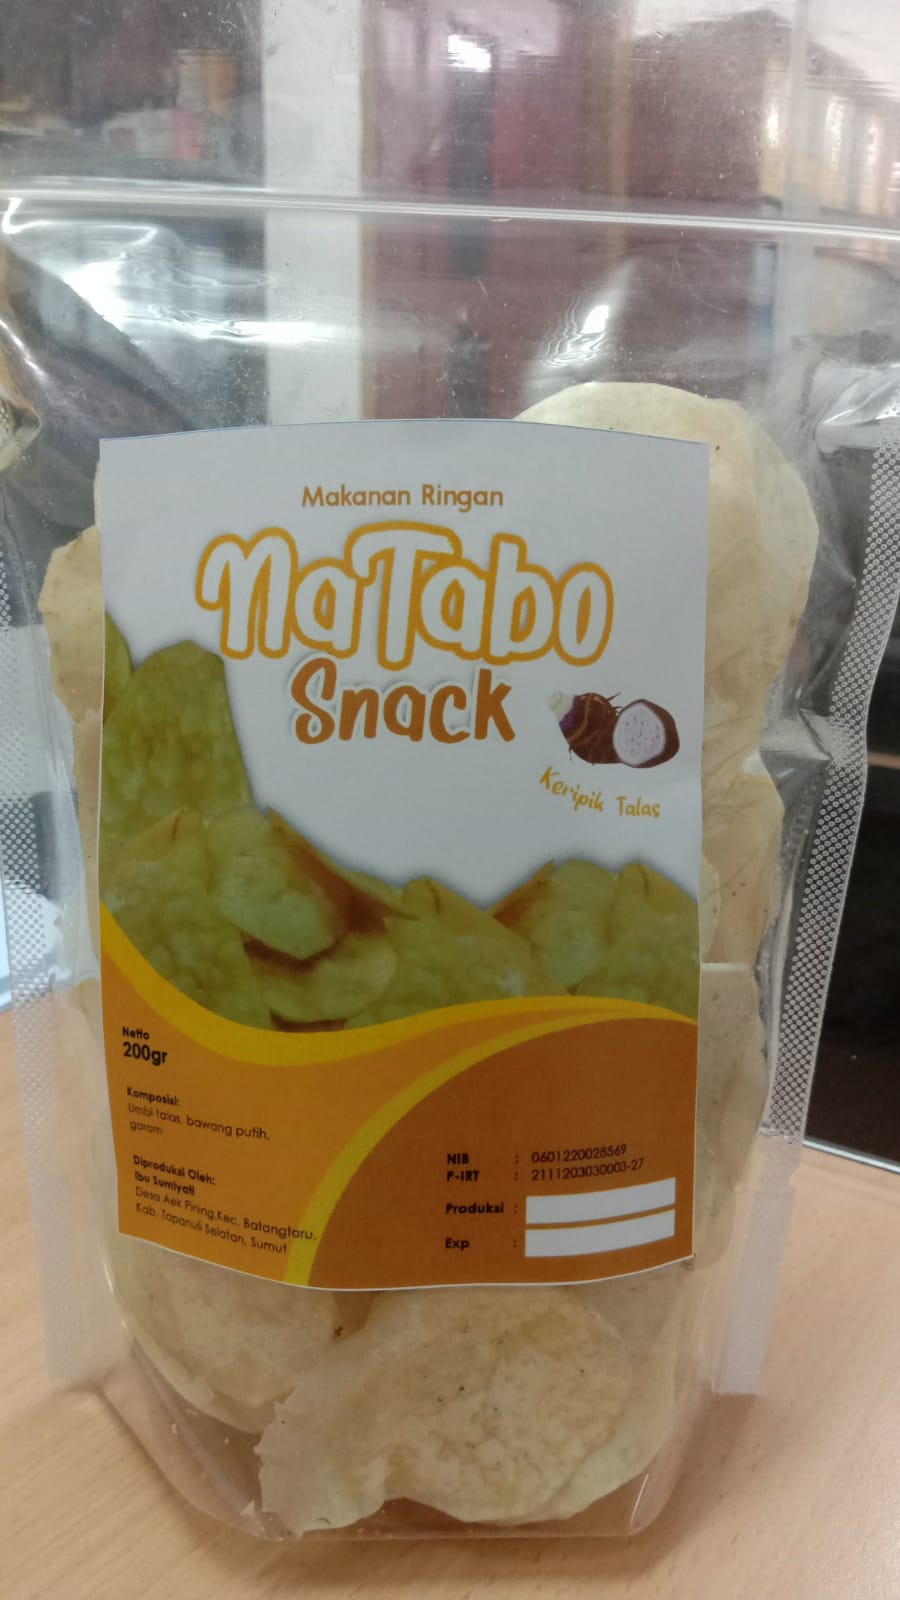 Makanan Ringan
NaTabo
Snack
Keripik Talas
Netto
200gr
Komposisi:
Umbi talas, bawang putih,
garam
Diproduksi Oleh:
Ibu Sumiyati
Desa Aek Pining,Kec. Batangtoru,
Kab. Tapanuli Selatan, Sumut
NIB : 0601220028569
P-IRT : 2111203030003-27
Produksi :
Exp :